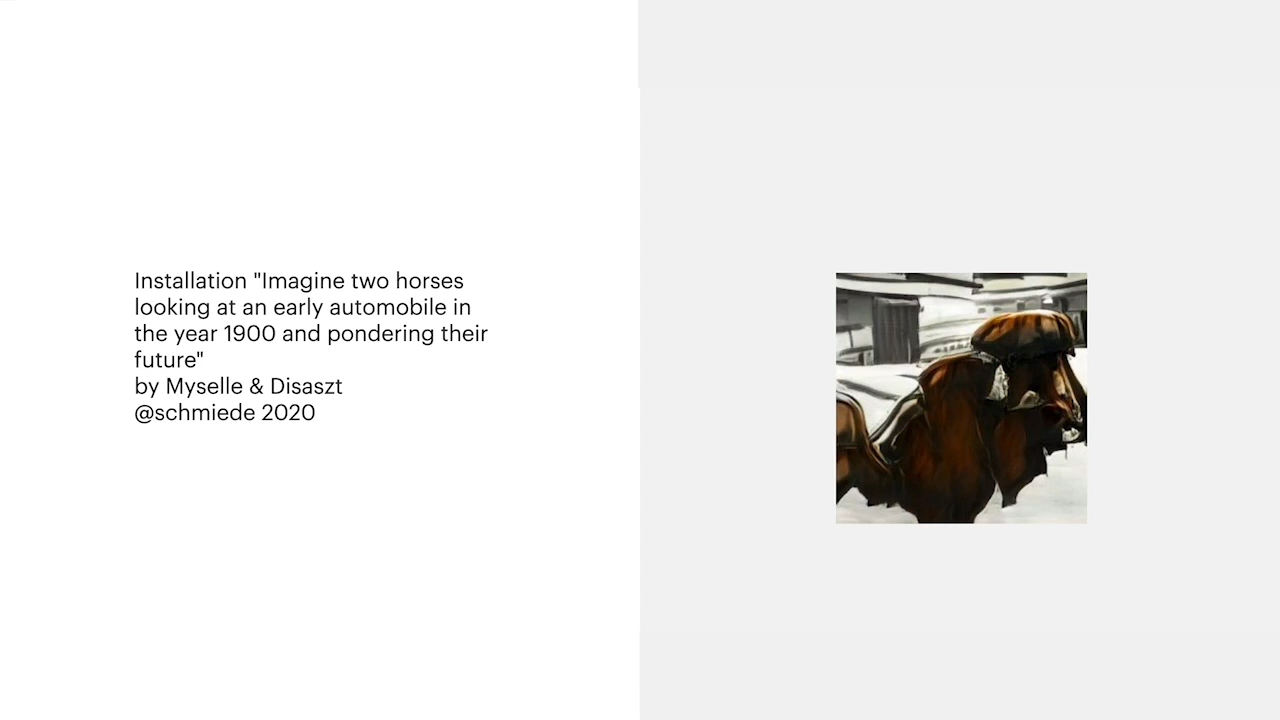 Installation "Imagine two horses
looking at an early automobile in
the year 1900 and pondering their
future"
by Myselle & Disaszt
@schmiede 2020